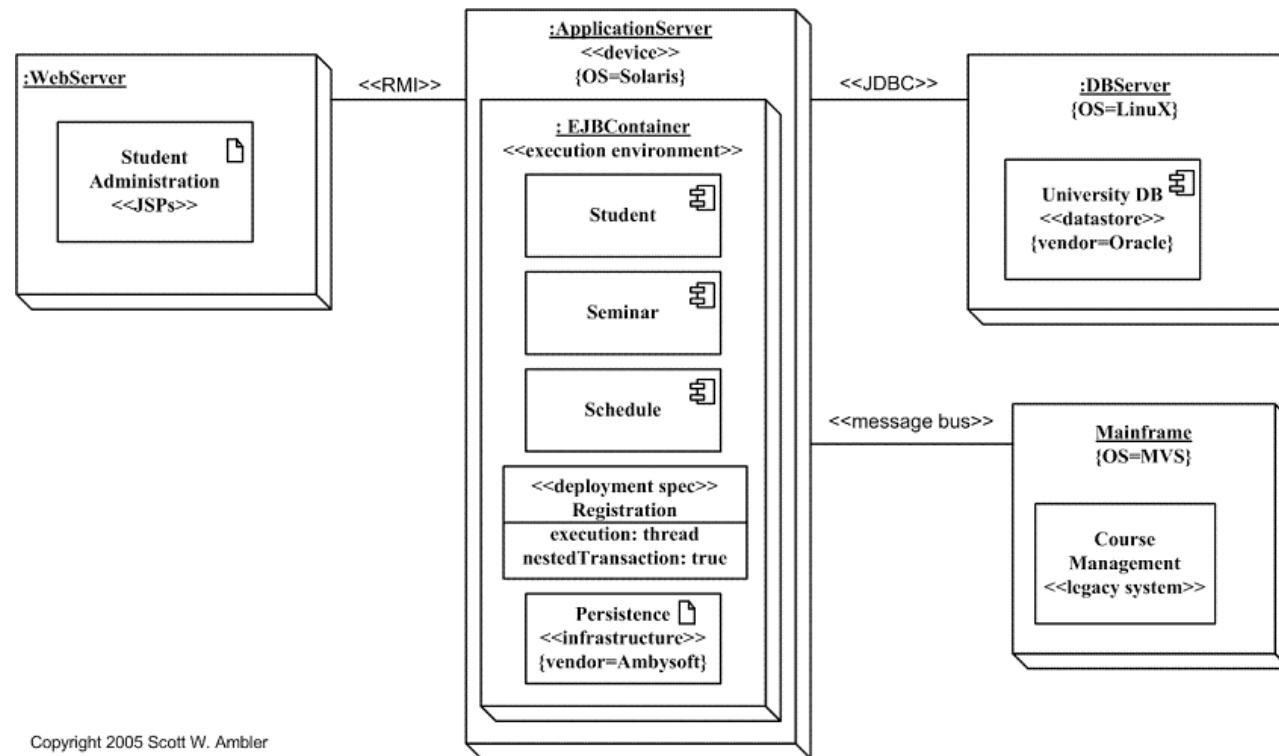 :WebServer
Student
Administration
<<JSPs>>
<<RMI>>
:ApplicationServer
<<device>>
{OS=Solaris}
: EJBContainer
<<execution environment>>
Student
Seminar
Schedule
<<deployment spec>>
Registration
execution: thread
nestedTransaction: true
Persistence
<<infrastructure>>
{vendor=Ambysoft}
<<JDBC>>
:DBServer
{OS=LinuX}
University DB
<<datastore>>
{vendor=Oracle}
<<message bus>>
Mainframe
{OS=MVS}
Course
Management
<<legacy system>>
Copyright 2005 Scott W. Ambler